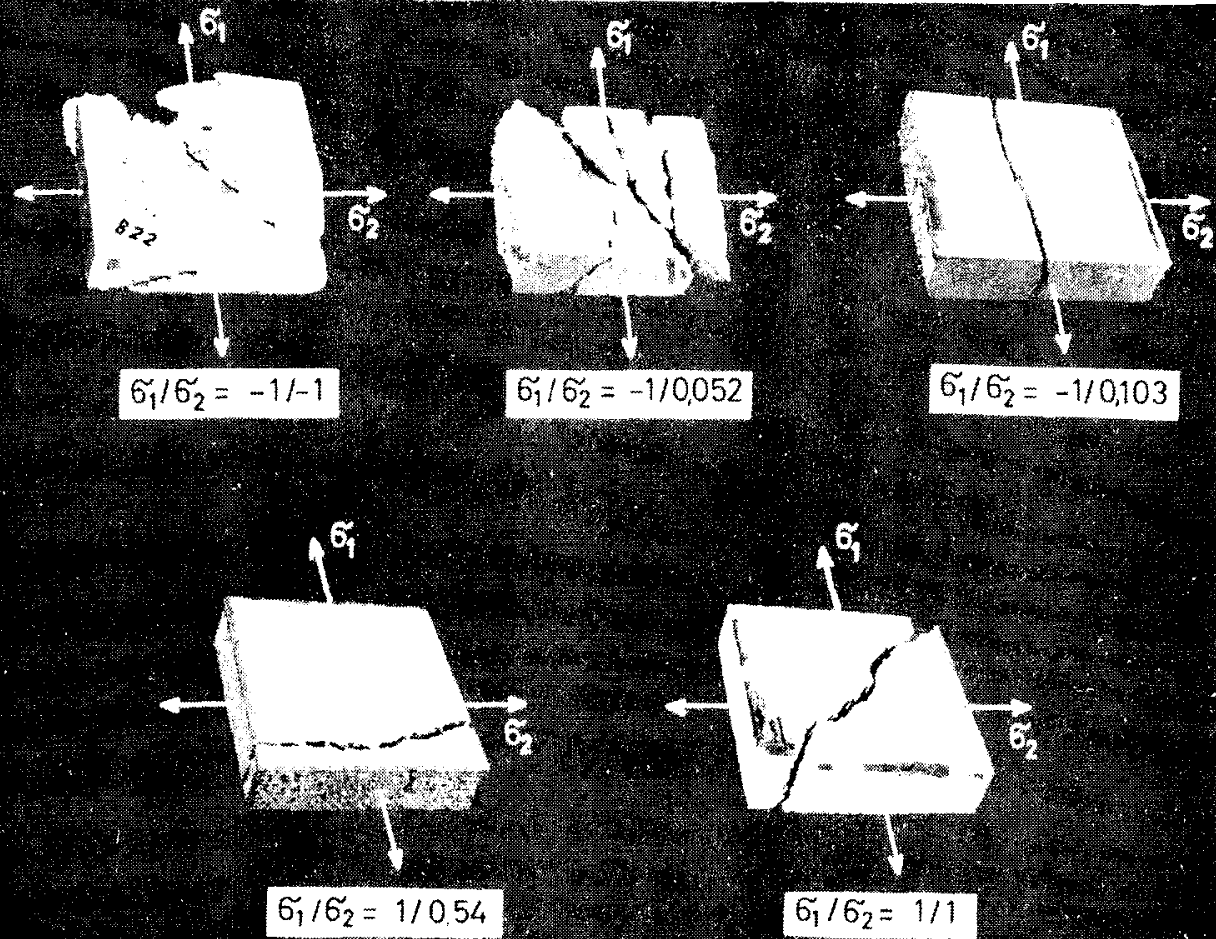 σ₁
σ₂
B22
σ₁/σ₂ = -1/-1
σ₁
σ₂
σ₁/σ₂ = -1/0,052
σ₁
σ₂
σ₁/σ₂ = -1/0,103
σ₁
σ₂
σ₁/σ₂ = 1/0,54
σ₁
σ₂
σ₁/σ₂ = 1/1